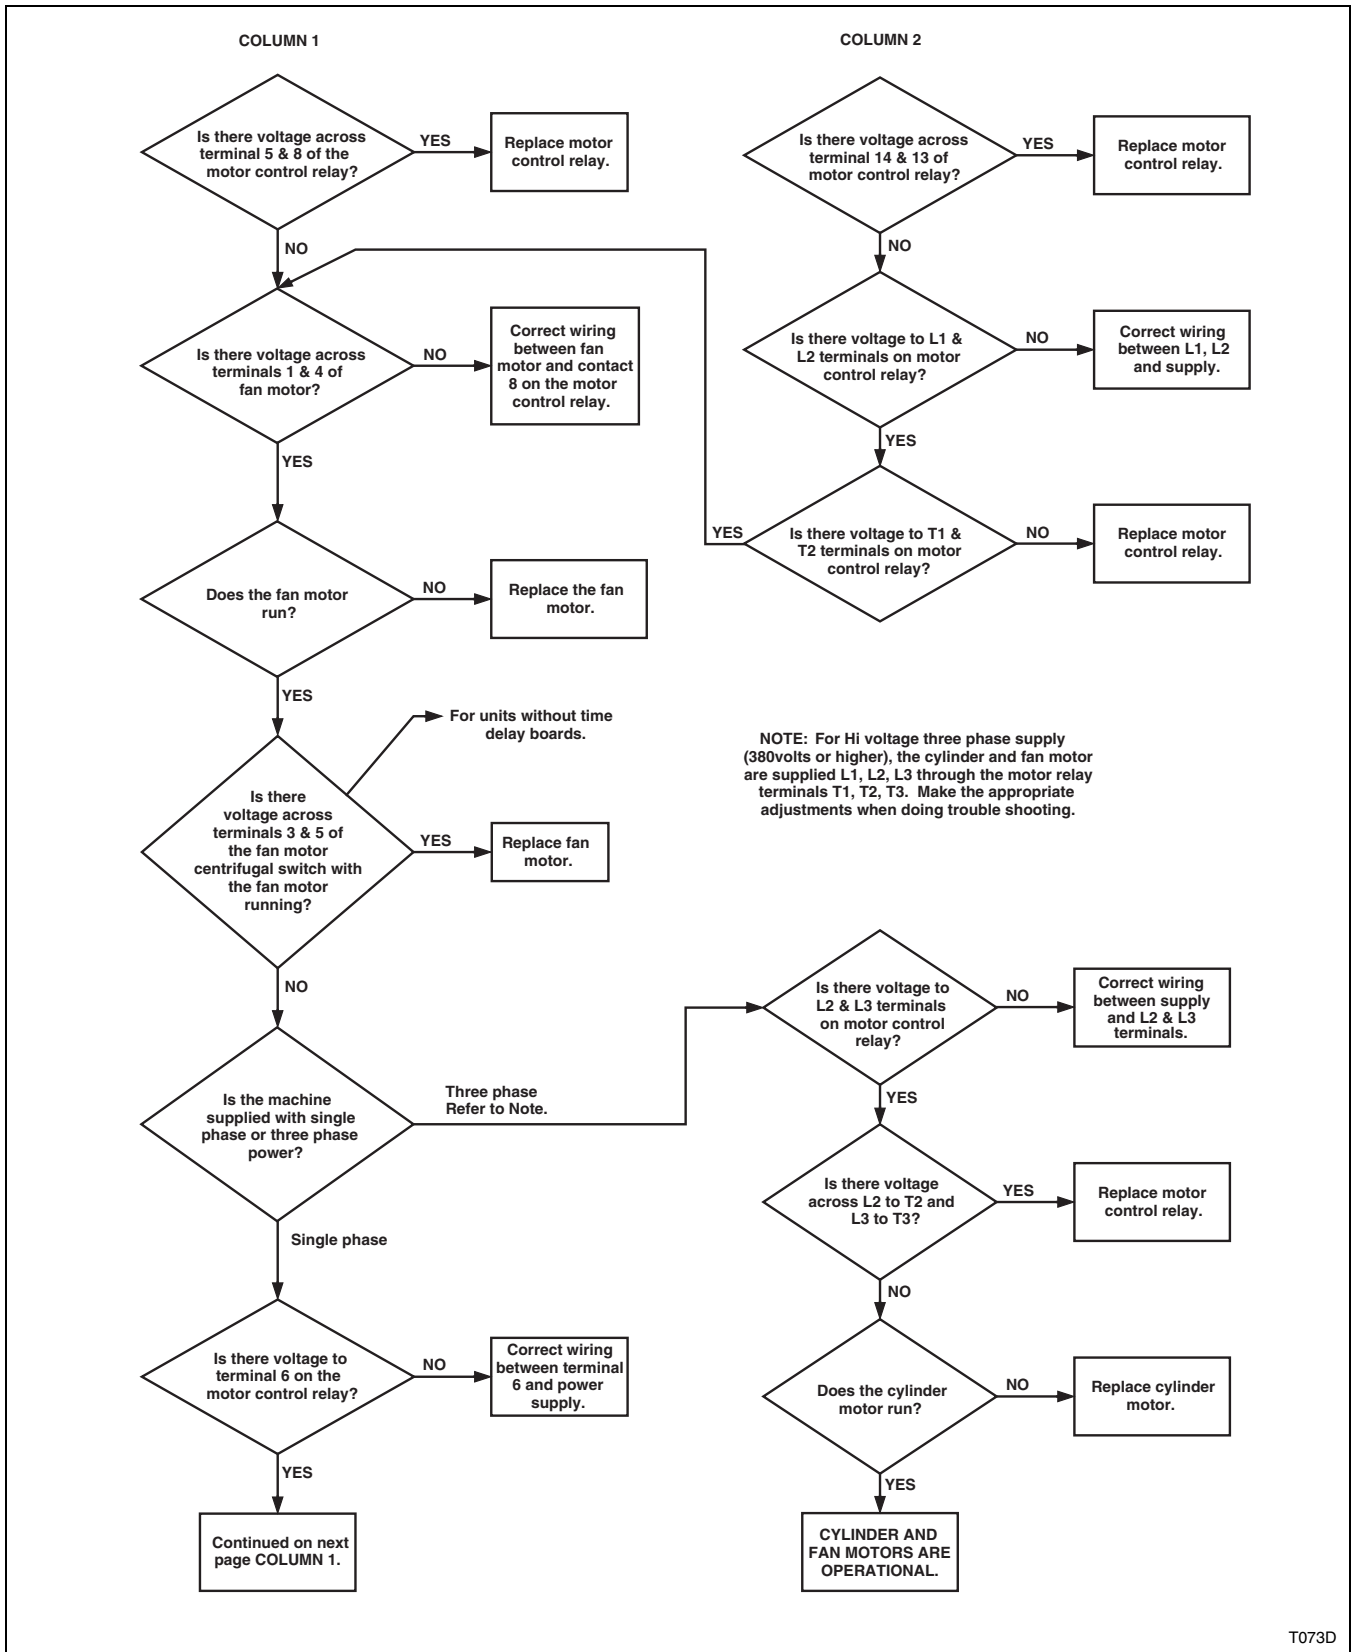 COLUMN 1
Is there voltage across
terminal 5 & 8 of the
motor control relay?
YES
Replace motor
control relay.
NO
Is there voltage across
terminals 1 & 4 of
fan motor?
NO
Correct wiring
between fan
motor and contact
8 on the motor
control relay.
YES
Does the fan motor
run?
NO
Replace the fan
motor.
YES
For units without time
delay boards.
Is there
voltage across
terminals 3 & 5 of
the fan motor
centrifugal switch with
the fan motor
running?
YES
Replace fan
motor.
NO
Is the machine
supplied with single
phase or three phase
power?
Three phase
Refer to Note.
Single phase
Is there voltage to
terminal 6 on the
motor control relay?
NO
Correct wiring
between terminal
6 and power
supply.
YES
Continued on next
page COLUMN 1.
COLUMN 2
Is there voltage across
terminal 14 & 13 of
motor control relay?
YES
Replace motor
control relay.
NO
Is there voltage to L1 &
L2 terminals on motor
control relay?
NO
Correct wiring
between L1, L2
and supply.
YES
Is there voltage to T1 &
T2 terminals on motor
control relay?
YES
NO
Replace motor
control relay.
NOTE: For Hi voltage three phase supply
(380volts or higher), the cylinder and fan motor
are supplied L1, L2, L3 through the motor relay
terminals T1, T2, T3. Make the appropriate
adjustments when doing trouble shooting.
Is there voltage to
L2 & L3 terminals
on motor control
relay?
NO
Correct wiring
between supply
and L2 & L3
terminals.
YES
Is there voltage
across L2 to T2 and
L3 to T3?
YES
Replace motor
control relay.
NO
Does the cylinder
motor run?
NO
Replace cylinder
motor.
YES
CYLINDER AND
FAN MOTORS ARE
OPERATIONAL.
T073D